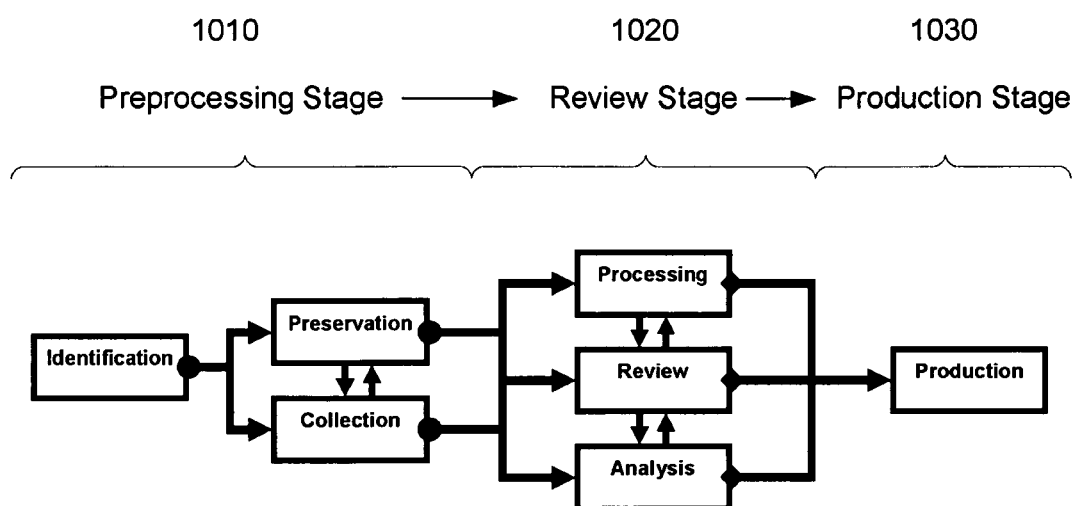 1010 1020 1030
Preprocessing Stage Review Stage Production Stage
Processing
Preservation
Identification Review Production
Collection
Analysis